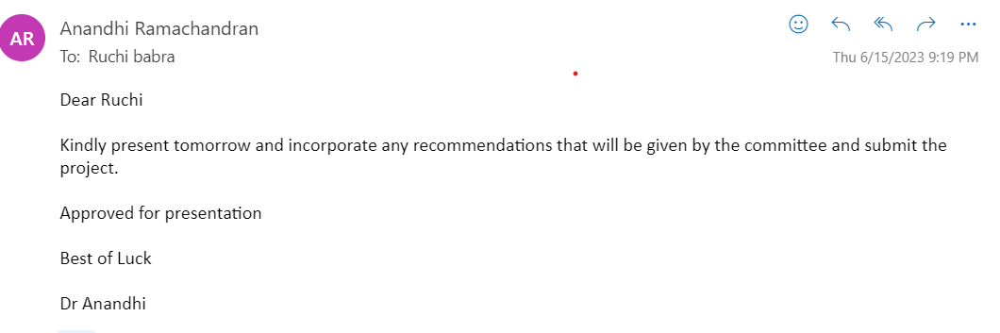 AR
Anandhi Ramachandran
To: Ruchi babra
Thu 6/15/2023 9:19 PM
Dear Ruchi
Kindly present tomorrow and incorporate any recommendations that will be given by the committee and submit the
project.
Approved for presentation
Best of Luck
Dr Anandhi